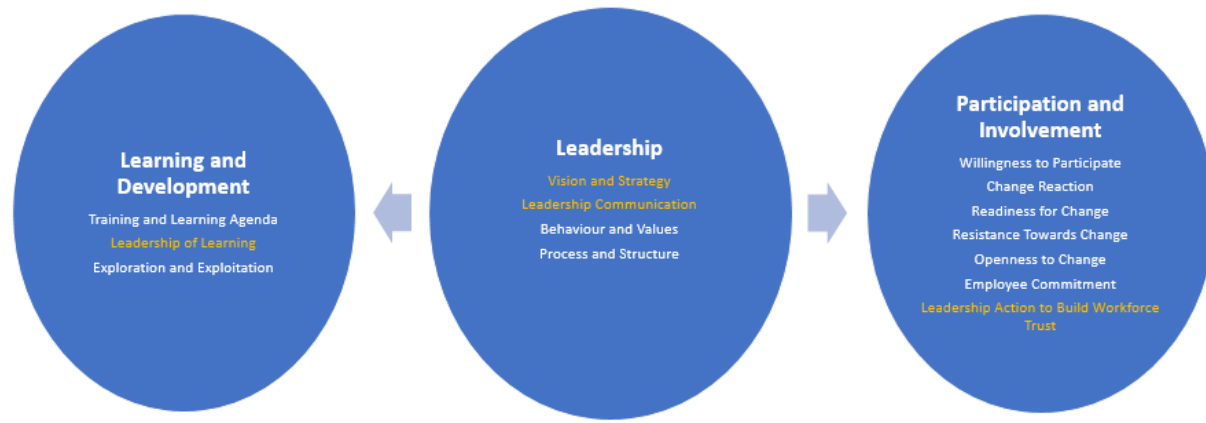 Learning and
Development
Training and Learning Agenda
Leadership of Learning
Exploration and Exploitation
Leadership
Vision and Strategy
Leadership Communication
Behaviour and Values
Process and Structure
Participation and
Involvement
Willingness to Participate
Change Reaction
Readiness for Change
Resistance Towards Change
Openness to Change
Employee Commitment
Leadership Action to Build Workforce
Trust